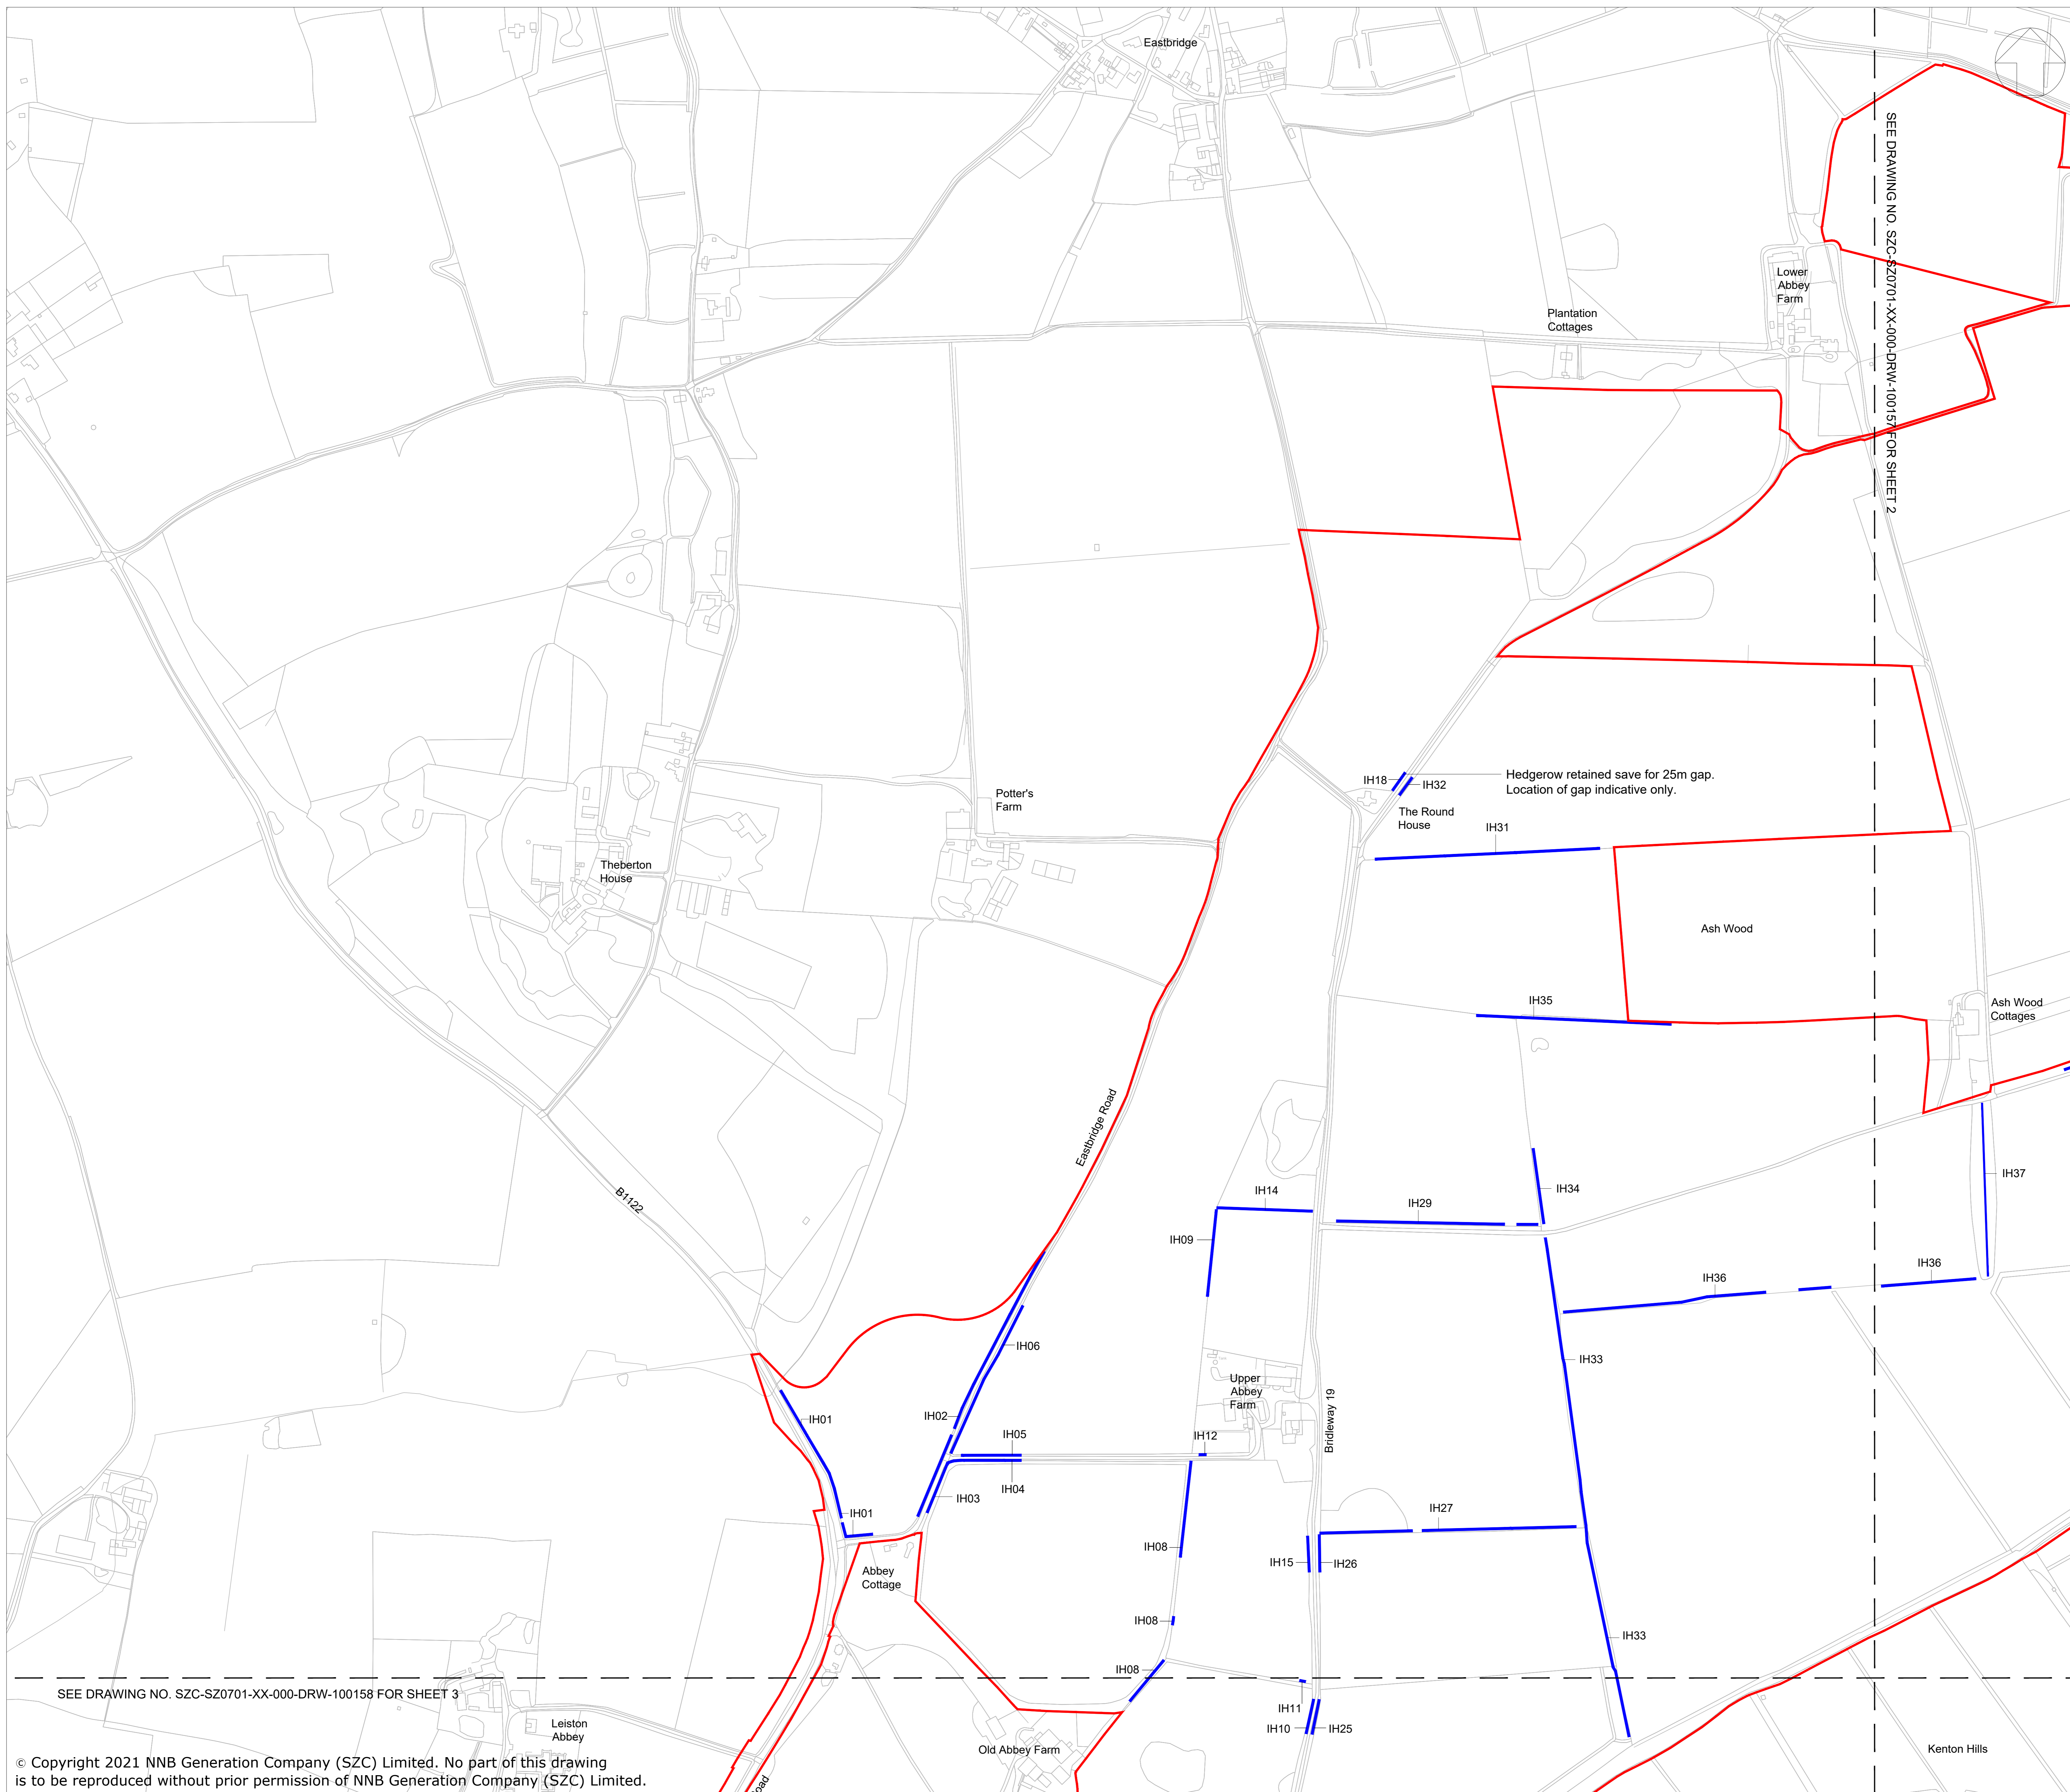 Eastbridge
SEE DRAWING NO. SZC-SZ0701-XX-000-DRW-100157 FOR SHEET 2
Lower
Abbey
Farm
Plantation
Cottages
IH18
IH32
Hedgerow retained save for 25m gap.
Location of gap indicative only.
The Round
House
Potter's
Farm
IH31
Theberton
House
Ash Wood
IH35
Ash Wood
Cottages
Eastbridge Road
IH37
IH34
B1122
IH14
IH29
IH09
IH36
IH36
IH06
IH33
Upper
Abbey
Farm
Bridleway 19
IH01
IH02
IH05
IH12
IH04
IH03
IH01
IH27
IH08
IH15
IH26
Abbey
Cottage
IH08
IH33
IH08
SEE DRAWING NO. SZC-SZ0701-XX-000-DRW-100158 FOR SHEET 3
IH11
IH10
IH25
Leiston
Abbey
Old Abbey Farm
Kenton Hills
© Copyright 2021 NNB Generation Company (SZC) Limited. No part of this drawing
is to be reproduced without prior permission of NNB Generation Company (SZC) Limited.